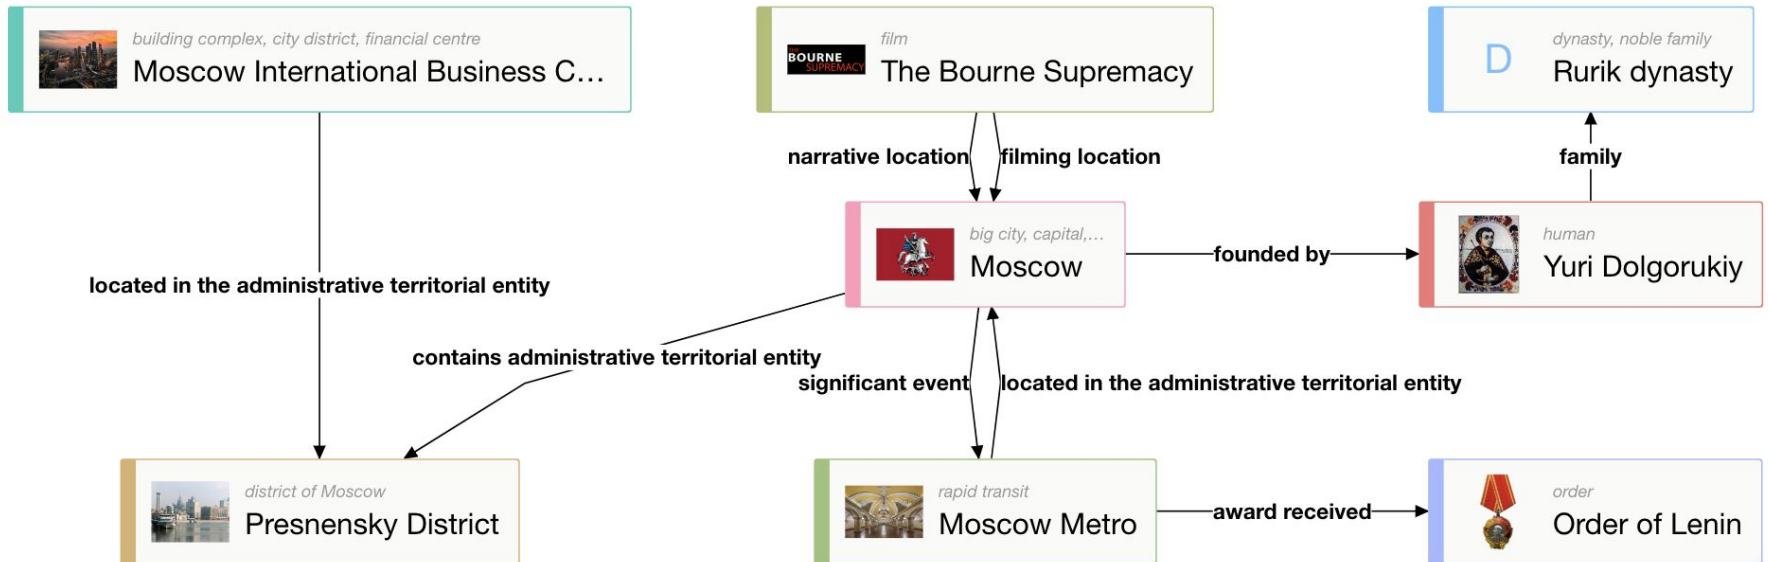 building complex, city district, financial centre
Moscow International Business C...
film
The Bourne Supremacy
BOURNE
SUPREMACY
dynasty, noble family
D
Rurik dynasty
narrative location
filming location
family
big city, capital,...
Moscow
founded by
human
Yuri Dolgorukiy
located in the administrative territorial entity
contains administrative territorial entity
significant event
located in the administrative territorial entity
district of Moscow
Presnensky District
rapid transit
Moscow Metro
award received
order
Order of Lenin